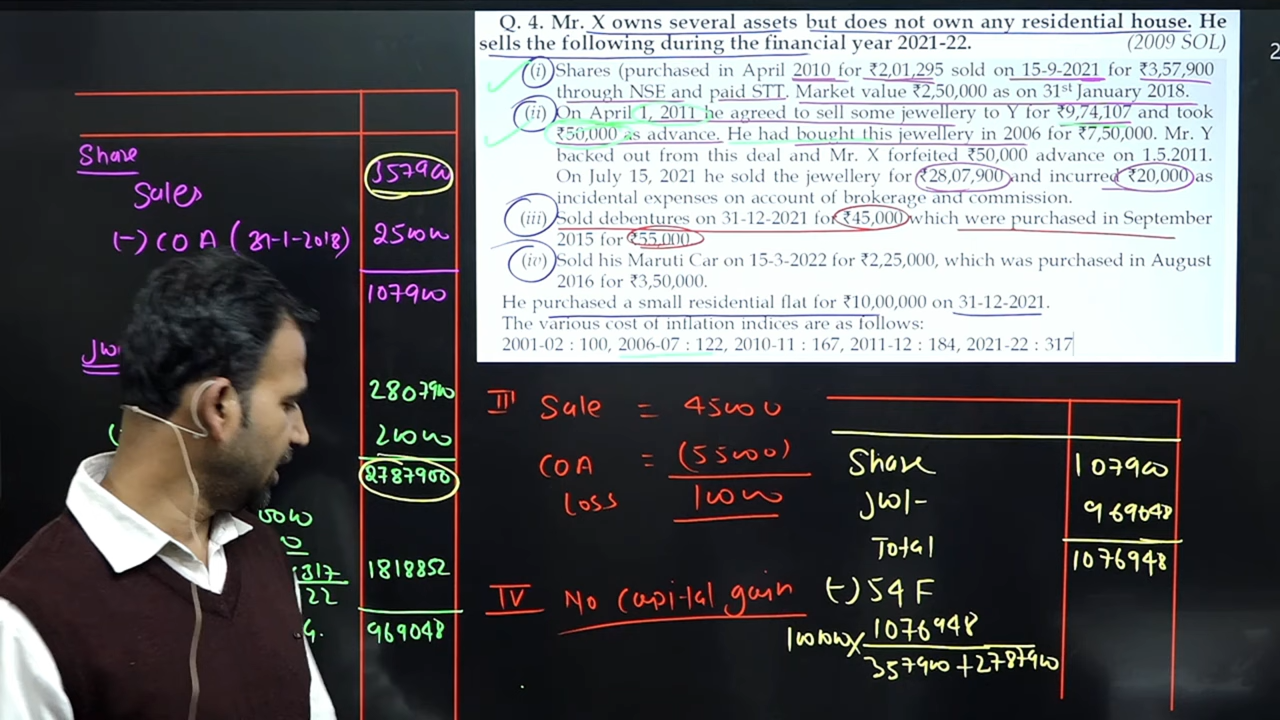 Q. 4. Mr. X owns several assets but does not own any residential house. He
sells the following during the financial year 2021-22. (2009 SOL)
(i) Shares (purchased in April 2010 for ₹2,01,295 sold on 15-9-2021 for ₹3,57,900
through NSE and paid STT. Market value ₹2,50,000 as on 31st January 2018.
(ii) On April 1, 2011 he agreed to sell some jewellery to Y for ₹9,74,107 and took
₹50,000 as advance. He had bought this jewellery in 2006 for ₹7,50,000. Mr. Y
backed out from this deal and Mr. X forfeited ₹50,000 advance on 1.5.2011.
On July 15, 2021 he sold the jewellery for ₹28,07,900 and incurred ₹20,000 as
incidental expenses on account of brokerage and commission.
(iii) Sold debentures on 31-12-2021 for ₹45,000 which were purchased in September
2015 for ₹55,000.
(iv) Sold his Maruti Car on 15-3-2022 for ₹2,25,000, which was purchased in August
2016 for ₹3,50,000.
He purchased a small residential flat for ₹10,00,000 on 31-12-2021.
The various cost of inflation indices are as follows:
2001-02 : 100, 2006-07 : 122, 2010-11 : 167, 2011-12 : 184, 2021-22 : 317
2
Share
Sales 357900
(-) COA (31-1-2018) 250000
107900
2807900
20000
2787900
317
22 1818852
969048
III Sale = 45000
COA = (55000)
Loss 10000
IV No capital gain
Share 107900
Jwl- 969048
Total 1076948
(-) 54F
1000000 × 1076948
357900 + 2787900